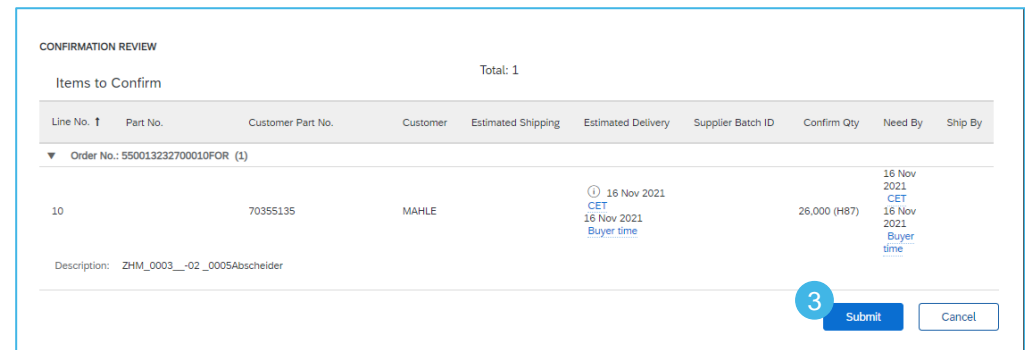 CONFIRMATION REVIEW
Items to Confirm
Total: 1
Line No. ↑ Part No. Customer Part No. Customer Estimated Shipping Estimated Delivery Supplier Batch ID Confirm Qty Need By Ship By
▼ Order No.: 550013232700010FOR (1)
10 70355135 MAHLE
ⓘ 16 Nov 2021
CET
16 Nov 2021
Buyer time
26,000 (H87)
16 Nov
2021
CET
16 Nov
2021
Buyer
time
Description: ZHM_0003__-02 _0005Abscheider
3
Submit Cancel